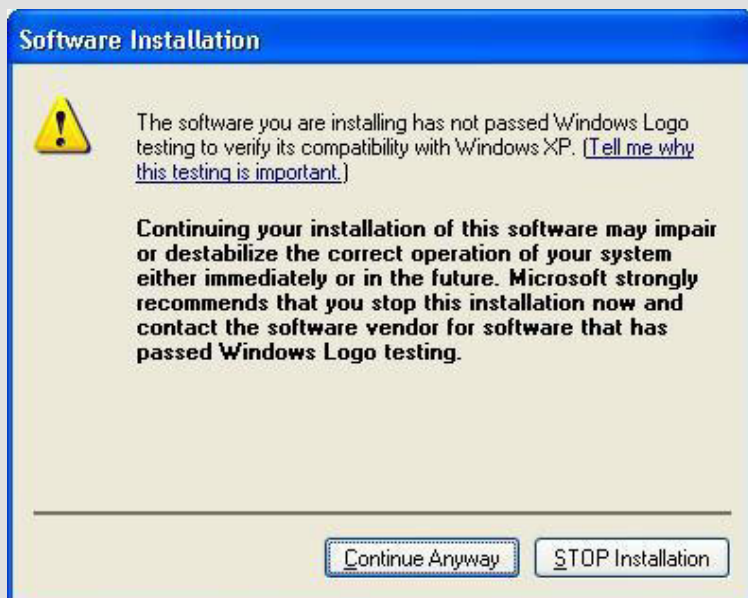 Software Installation
The software you are installing has not passed Windows Logo
testing to verify its compatibility with Windows XP. (Tell me why
this testing is important.)
Continuing your installation of this software may impair
or destabilize the correct operation of your system
either immediately or in the future. Microsoft strongly
recommends that you stop this installation now and
contact the software vendor for software that has
passed Windows Logo testing.
Continue Anyway
STOP Installation